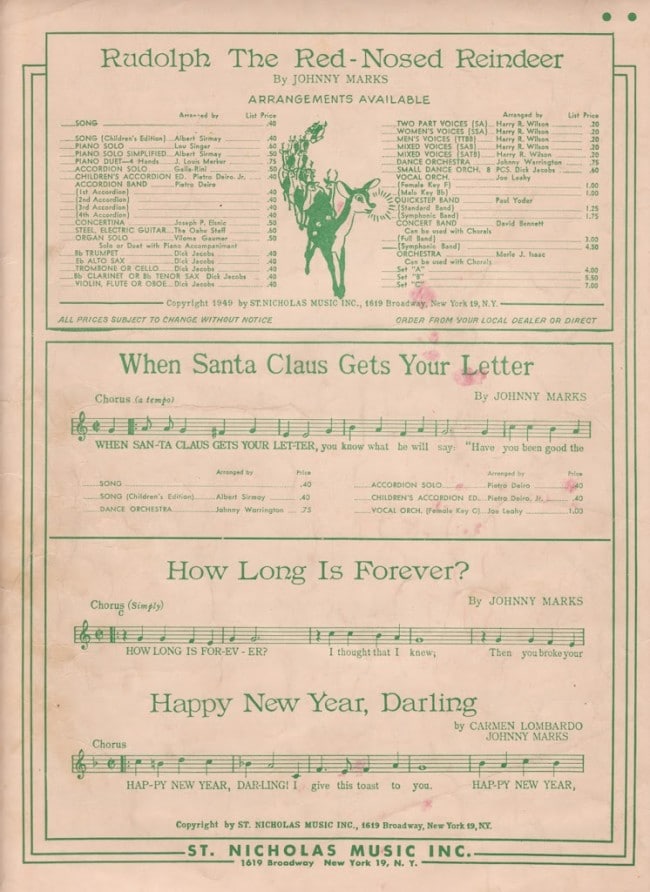 Rudolph The Red-Nosed Reindeer
By JOHNNY MARKS
ARRANGEMENTS AVAILABLE
Arranged by List Price
SONG .40
SONG (Children's Edition) Albert Sirmay .40
PIANO SOLO Lou Singer .60
PIANO SOLO SIMPLIFIED Albert Sirmay .50
PIANO DUET—4 Hands J. Louis Merkur .75
ACCORDION SOLO Galla-Rini .50
CHILDREN'S ACCORDION ED. Pietro Deiro Jr. .40
ACCORDION BAND Pietro Deiro
(1st Accordion) .40
(2nd Accordion) .40
(3rd Accordion) .40
(4th Accordion) .40
CONCERTINA Joseph P. Elsnic .50
STEEL, ELECTRIC GUITAR The Oahu Staff .60
ORGAN SOLO Vilome Gaumer .50
Solo or Duet with Piano Accompaniment
Bb TRUMPET Dick Jacobs .40
Eb ALTO SAX Dick Jacobs .40
TROMBONE OR CELLO Dick Jacobs .40
Bb CLARINET OR Bb TENOR SAX Dick Jacobs .40
VIOLIN, FLUTE OR OBOE Dick Jacobs .40
Arranged by List Price
TWO PART VOICES (SA) Harry R. Wilson .20
WOMEN'S VOICES (SSA) Harry R. Wilson .20
MEN'S VOICES (TTBB) Harry R. Wilson .20
MIXED VOICES (SAB) Harry R. Wilson .20
MIXED VOICES (SATB) Harry R. Wilson .20
DANCE ORCHESTRA Johnny Warrington .75
SMALL DANCE ORCH, 8 PCS. Dick Jacobs .60
VOCAL ORCH. Joe Leahy
(Female Key F) 1.00
(Male Key Bb) 1.00
QUICKSTEP BAND Paul Yoder
(Standard Band) 1.25
(Symphonic Band) 1.75
CONCERT BAND David Bennett
Can be used with Chorals
(Full Band) 3.00
(Symphonic Band) 4.50
ORCHESTRA Merle J. Isaac
Can be used with Chorals
Set "A" 4.00
Set "B" 5.50
Set "C" 7.00
Copyright 1949 by ST. NICHOLAS MUSIC INC., 1619 Broadway, New York 19, N.Y.
ALL PRICES SUBJECT TO CHANGE WITHOUT NOTICE
ORDER FROM YOUR LOCAL DEALER OR DIRECT
When Santa Claus Gets Your Letter
Chorus (a tempo) By JOHNNY MARKS
WHEN SAN-TA CLAUS GETS YOUR LET-TER, you know what he will say: "Have you been good the
Arranged by Price
SONG .40
SONG (Children's Edition) Albert Sirmay .40
DANCE ORCHESTRA Johnny Warrington .75
Arranged by Price
ACCORDION SOLO Pietro Deiro .40
CHILDREN'S ACCORDION ED. Pietro Deiro, Jr. .40
VOCAL ORCH. (Female Key C) Joe Leahy 1.00
How Long Is Forever?
By JOHNNY MARKS
Chorus (Simply)
C
HOW LONG IS FOR-EV-ER? I thought that I knew; Then you broke your
Happy New Year, Darling
by CARMEN LOMBARDO
JOHNNY MARKS
Chorus
HAP-PY NEW YEAR, DAR-LING! I give this toast to you. HAP-PY NEW YEAR,
Copyright by ST. NICHOLAS MUSIC INC., 1619 Broadway, New York 19, NY.
ST. NICHOLAS MUSIC INC.
1619 Broadway New York 19, N. Y.